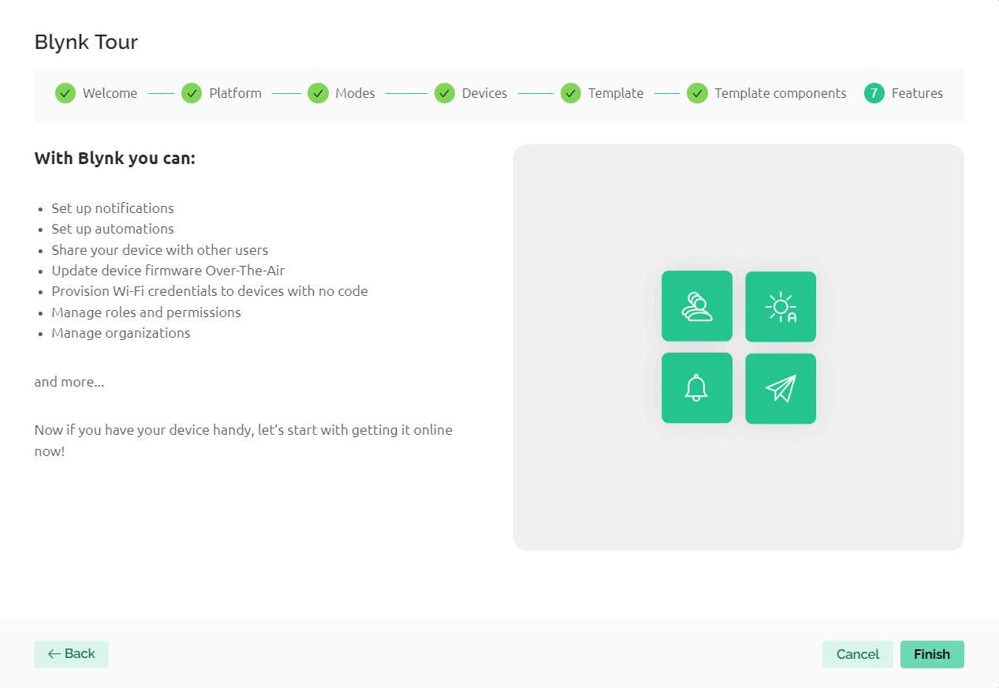 Blynk Tour
Welcome Platform Modes Devices Template Template components 7 Features
With Blynk you can:
• Set up notifications
• Set up automations
• Share your device with other users
• Update device firmware Over-The-Air
• Provision Wi-Fi credentials to devices with no code
• Manage roles and permissions
• Manage organizations
and more...
Now if you have your device handy, let’s start with getting it online
now!
A
← Back Cancel Finish